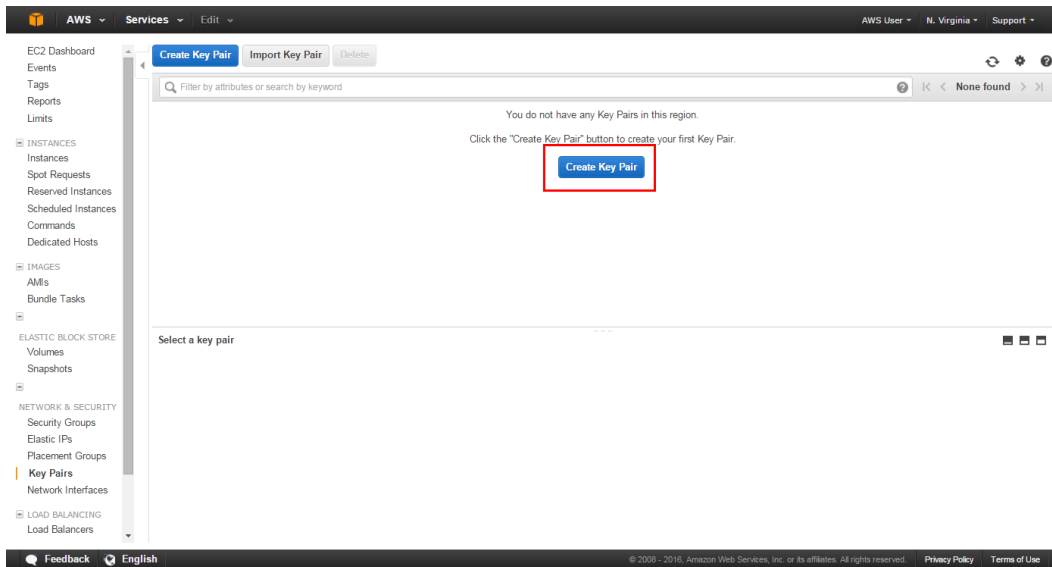 AWS Services Edit AWS User N. Virginia Support
EC2 Dashboard
Events
Tags
Reports
Limits
INSTANCES
Instances
Spot Requests
Reserved Instances
Scheduled Instances
Commands
Dedicated Hosts
IMAGES
AMIs
Bundle Tasks
ELASTIC BLOCK STORE
Volumes
Snapshots
NETWORK & SECURITY
Security Groups
Elastic IPs
Placement Groups
Key Pairs
Network Interfaces
LOAD BALANCING
Load Balancers
Create Key Pair Import Key Pair Delete
Filter by attributes or search by keyword None found
You do not have any Key Pairs in this region.
Click the "Create Key Pair" button to create your first Key Pair.
Create Key Pair
Select a key pair
Feedback English © 2008 - 2016, Amazon Web Services, Inc. or its affiliates. All rights reserved. Privacy Policy Terms of Use